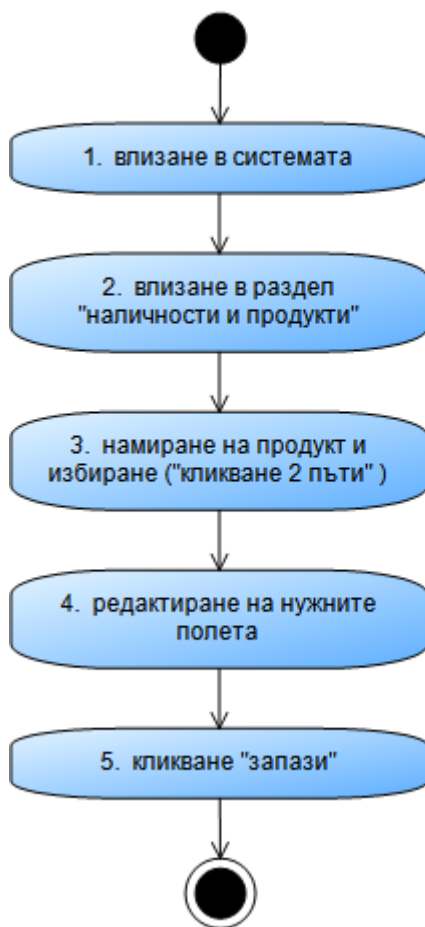 1. влизане в системата
2. влизане в раздел
"наличности и продукти"
3. намиране на продукт и
избиране ("кликване 2 пъти" )
4. редактиране на нужните
полета
5. кликване "запази"